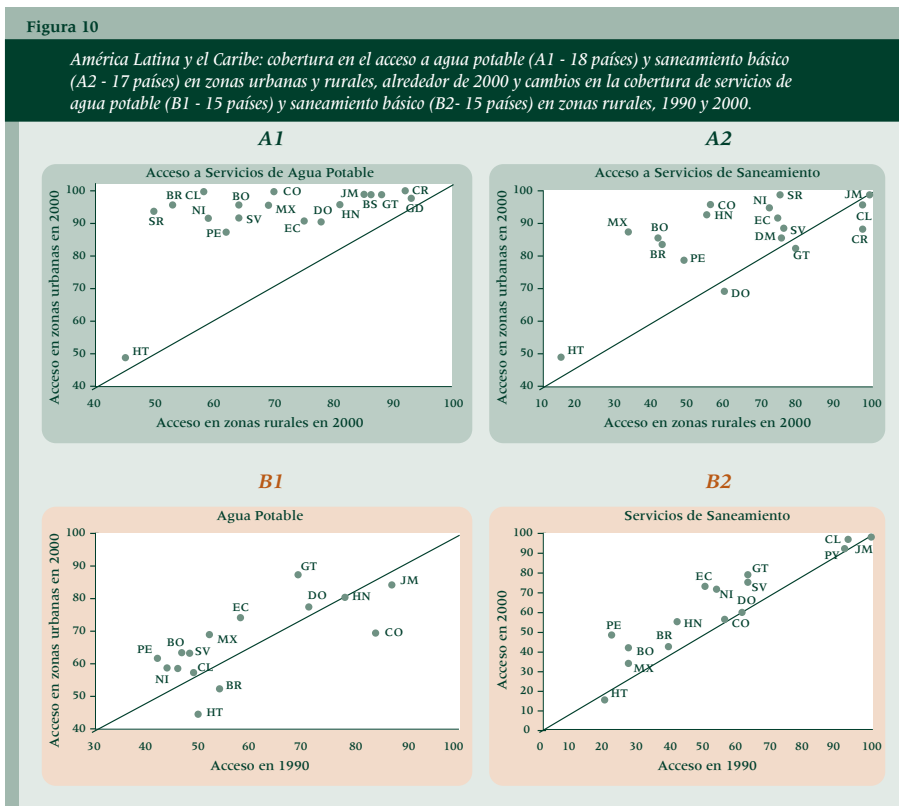 Figura 10
América Latina y el Caribe: cobertura en el acceso a agua potable (A1 - 18 países) y saneamiento básico
(A2 - 17 países) en zonas urbanas y rurales, alrededor de 2000 y cambios en la cobertura de servicios de
agua potable (B1 - 15 países) y saneamiento básico (B2- 15 países) en zonas rurales, 1990 y 2000.
A1
Acceso a Servicios de Agua Potable
Acceso en zonas urbanas en 2000
100
90
80
70
60
50
40
SR
BR
CL
NI
PE
BO
SV
CO
MX
EC
DO
JM
HN
BS
GT
CR
GD
HT
40 50 60 70 80 90 100
Acceso en zonas rurales en 2000
A2
Acceso a Servicios de Saneamiento
Acceso en zonas urbanas en 2000
100
90
80
70
60
50
40
MX
BO
BR
PE
CO
HN
NI
SR
EC
SV
DM
GT
JM
CL
CR
DO
HT
10 20 30 40 50 60 70 80 90 100
Acceso en zonas rurales en 2000
B1
Agua Potable
Acceso en zonas urbanas en 2000
100
90
80
70
60
50
40
GT
JM
DO
HN
EC
CO
MX
BO
PE
SV
NI
CL
BR
HT
30 40 50 60 70 80 90 100
Acceso en 1990
B2
Servicios de Saneamiento
Acceso en 2000
100
90
80
70
60
50
40
30
20
10
0
CL
PY
JM
GT
EC
SV
NI
DO
PE
HN
CO
BR
BO
MX
HT
0 10 20 30 40 50 60 70 80 90 100
Acceso en 1990